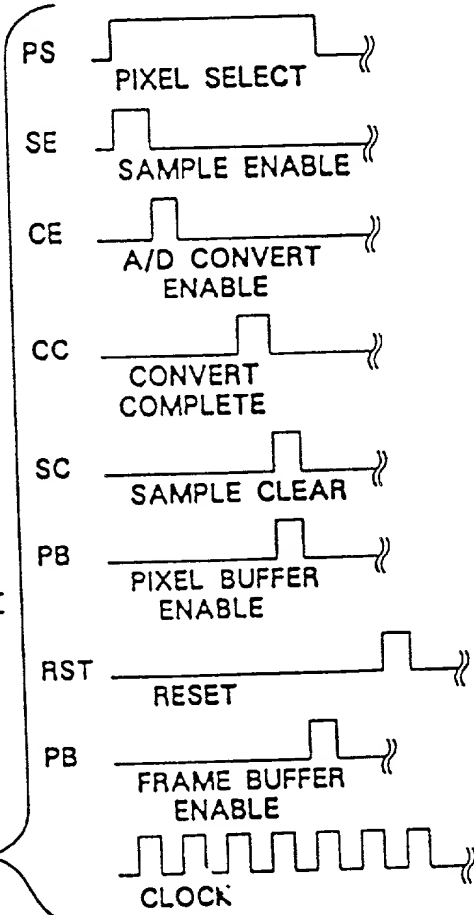 PS
PIXEL SELECT
SE
SAMPLE ENABLE
CE
A/D CONVERT
ENABLE
CC
CONVERT
COMPLETE
SC
SAMPLE CLEAR
PB
PIXEL BUFFER
ENABLE
RST
RESET
PB
FRAME BUFFER
ENABLE
CLOCK